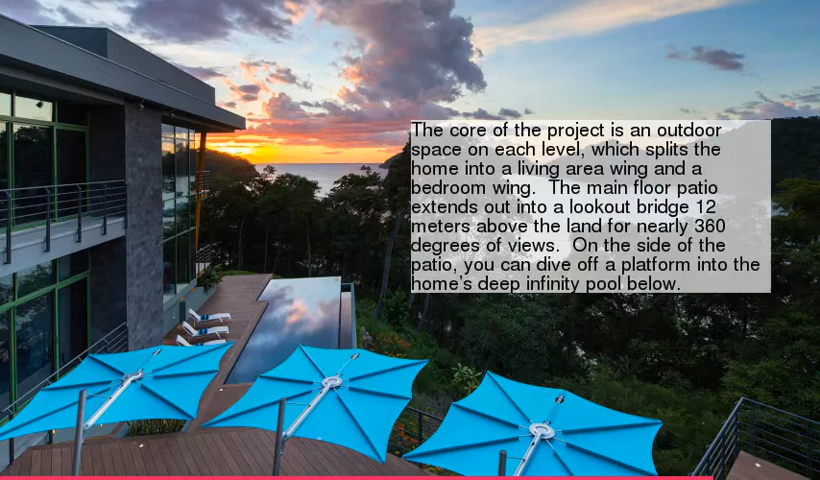 The core of the project is an outdoor
space on each level, which splits the
home into a living area wing and a
bedroom wing.  The main floor patio
extends out into a lookout bridge 12
meters above the land for nearly 360
degrees of views.  On the side of the
patio, you can dive off a platform into the
home's deep infinity pool below.